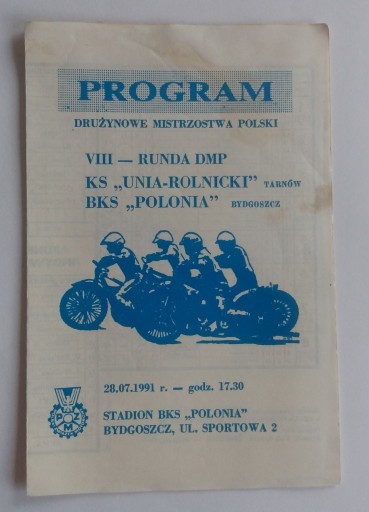 PROGRAM
DRUŻYNOWE MISTRZOSTWA POLSKI
VIII — RUNDA DMP
KS „UNIA-ROLNICKI" TARNÓW
BKS „POLONIA" BYDGOSZCZ
28.07.1991 r. — godz. 17.30
PZM
STADION BKS „POLONIA"
BYDGOSZCZ, UL. SPORTOWA 2